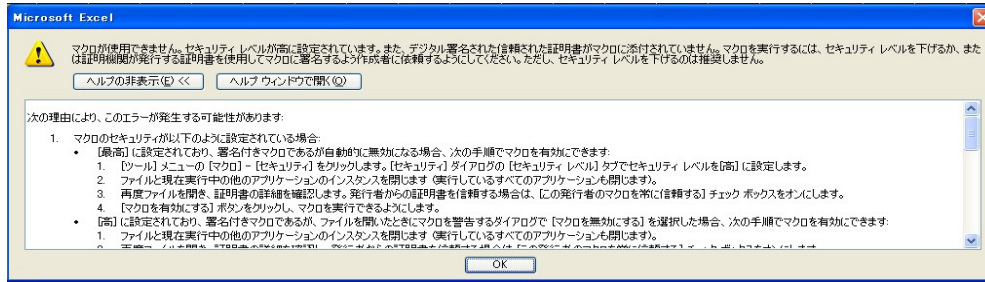 Microsoft Excel
マクロが使用できません。セキュリティ レベルが高に設定されています。また、デジタル署名された信頼された証明書がマクロに添付されていません。マクロを実行するには、セキュリティ レベルを下げるか、また
は証明機関が発行する証明書を使用してマクロに署名するよう作成者に依頼するようにしてください。ただし、セキュリティ レベルを下げるのは推奨しません。
ヘルプの非表示(E) << ヘルプ ウィンドウで開く(O)
次の理由により、このエラーが発生する可能性があります:
1. マクロのセキュリティが以下のように設定されている場合:
• [最高] に設定されており、署名付きマクロであるが自動的に無効になる場合、次の手順でマクロを有効にできます:
1. [ツール] メニューの [マクロ] - [セキュリティ] をクリックします。[セキュリティ] ダイアログの [セキュリティ レベル] タブでセキュリティ レベルを[高] に設定します。
2. ファイルと現在実行中の他のアプリケーションのインスタンスを閉じます (実行しているすべてのアプリケーションも閉じます)。
3. 再度ファイルを開き、証明書の詳細を確認します。発行者からの証明書を信頼する場合は、[この発行者のマクロを常に信頼する] チェック ボックスをオンにします。
4. [マクロを有効にする] ボタンをクリックし、マクロを実行できるようにします。
• [高] に設定されており、署名付きマクロであるが、ファイルを開いたときにマクロを警告するダイアログで [マクロを無効にする] を選択した場合、次の手順でマクロを有効にできます:
1. ファイルと現在実行中の他のアプリケーションのインスタンスを閉じます (実行しているすべてのアプリケーションも閉じます)。
OK